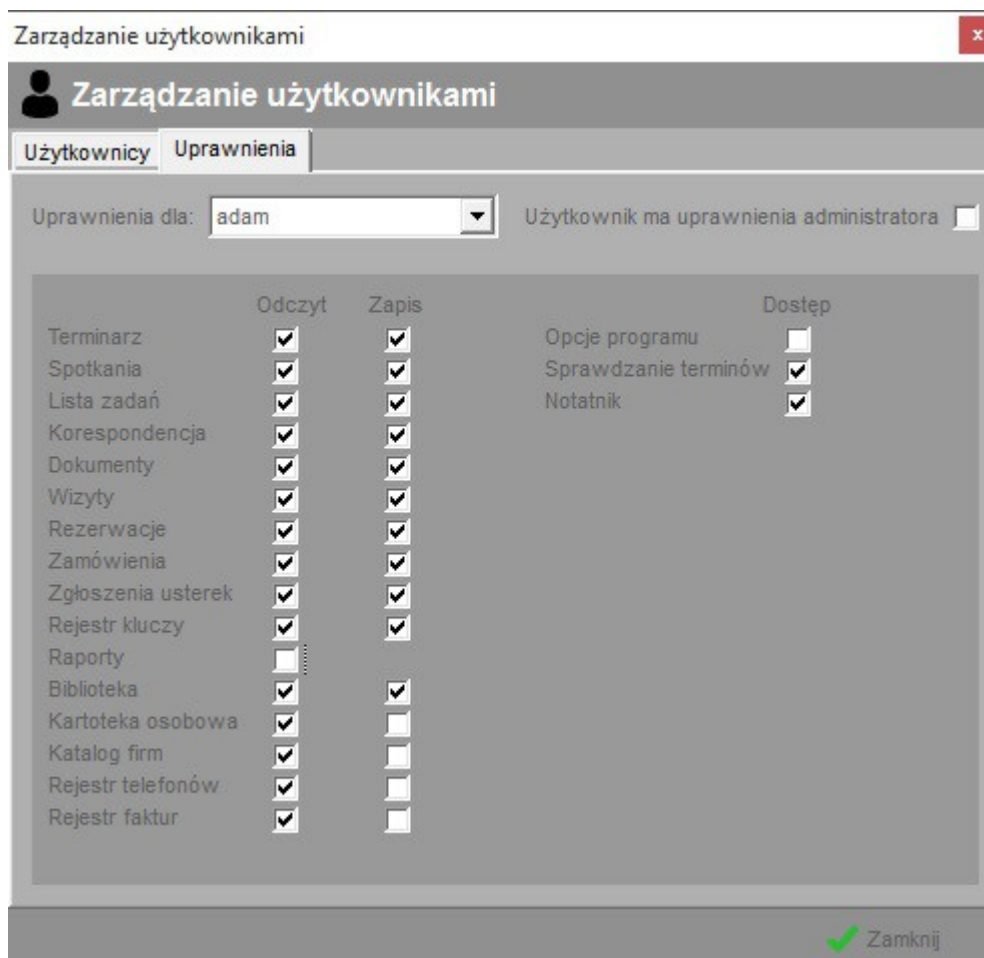 Zarządzanie użytkownikami
x
Zarządzanie użytkownikami
Użytkownicy Uprawnienia
Uprawnienia dla: adam Użytkownik ma uprawnienia administratora
Odczyt Zapis Dostęp
Terminarz Opcje programu
Spotkania Sprawdzanie terminów
Lista zadań Notatnik
Korespondencja
Dokumenty
Wizyty
Rezerwacje
Zamówienia
Zgłoszenia usterek
Rejestr kluczy
Raporty
Biblioteka
Kartoteka osobowa
Katalog firm
Rejestr telefonów
Rejestr faktur
Zamknij